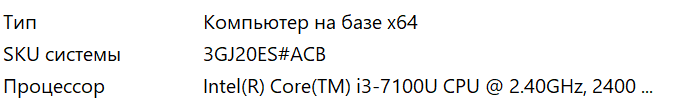 Тип Компьютер на базе x64
SKU системы 3GJ20ES#ACB
Процессор Intel(R) Core(TM) i3-7100U CPU @ 2.40GHz, 2400 ...